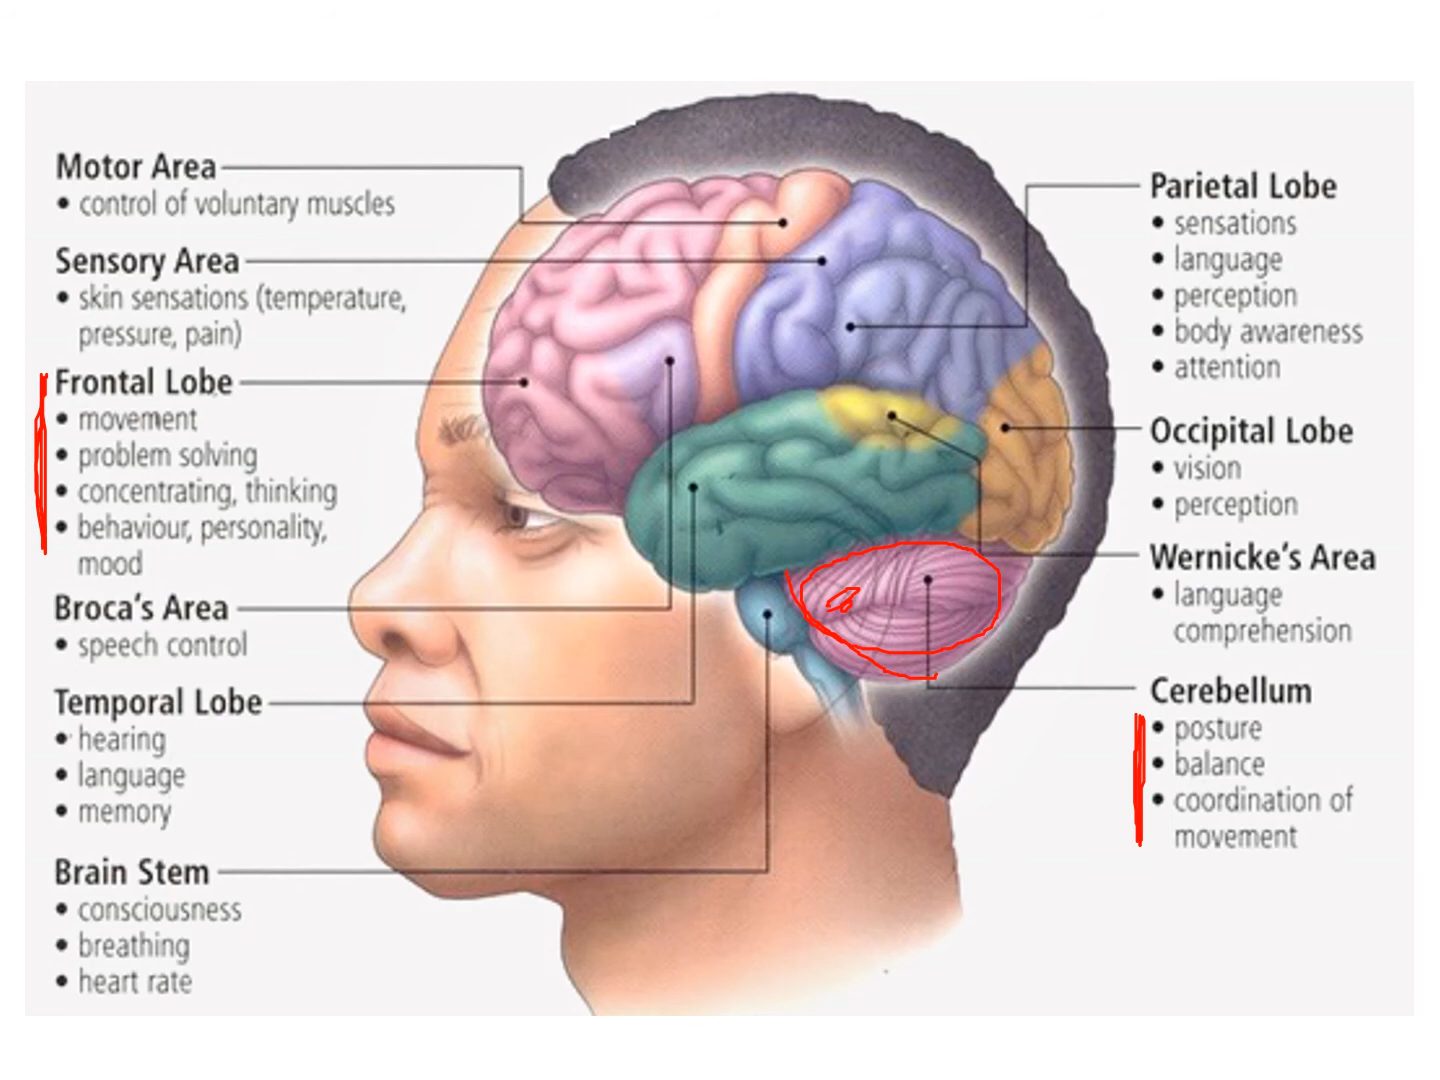 Motor Area
• control of voluntary muscles
Sensory Area
• skin sensations (temperature,
pressure, pain)
Frontal Lobe
• movement
• problem solving
• concentrating, thinking
• behaviour, personality,
mood
Broca's Area
• speech control
Temporal Lobe
• hearing
• language
• memory
Brain Stem
• consciousness
• breathing
• heart rate
Parietal Lobe
• sensations
• language
• perception
• body awareness
• attention
Occipital Lobe
• vision
• perception
Wernicke's Area
• language
comprehension
Cerebellum
• posture
• balance
• coordination of
movement